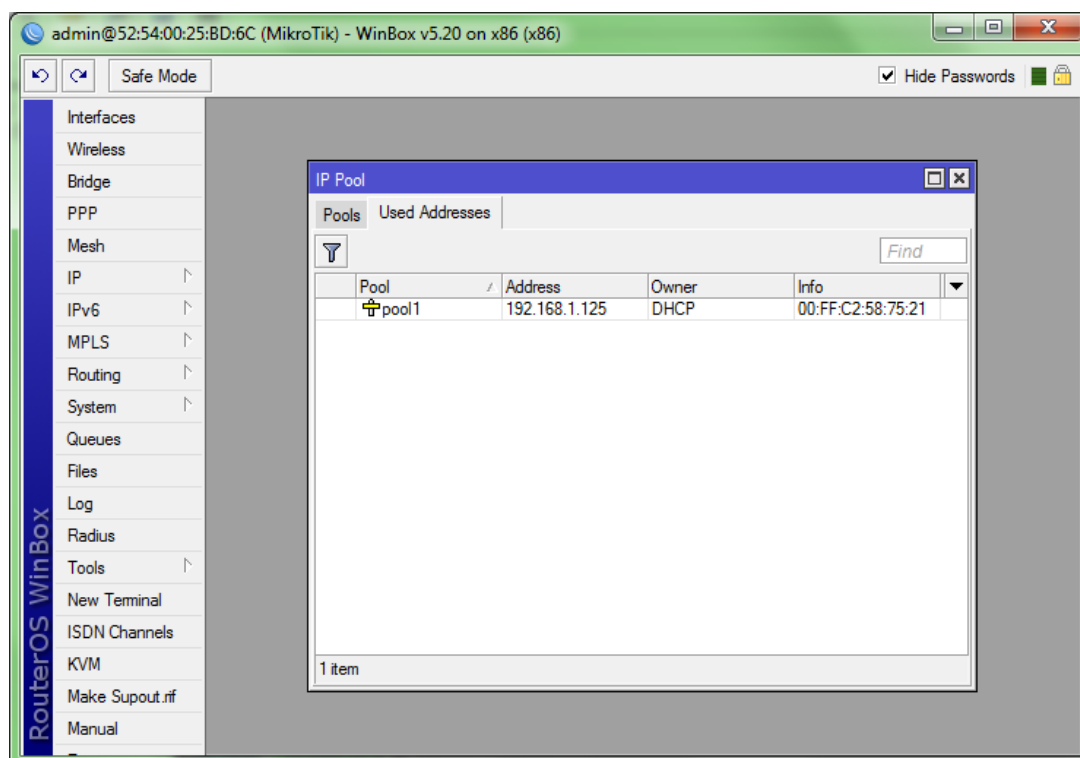 admin@52:54:00:25:BD:6C (MikroTik) - WinBox v5.20 on x86 (x86)
Safe Mode
Hide Passwords
RouterOS WinBox
Interfaces
Wireless
Bridge
PPP
Mesh
IP
IPv6
MPLS
Routing
System
Queues
Files
Log
Radius
Tools
New Terminal
ISDN Channels
KVM
Make Supout.rif
Manual
IP Pool
Pools Used Addresses
Find
Pool Address Owner Info
pool1 192.168.1.125 DHCP 00:FF:C2:58:75:21
1 item